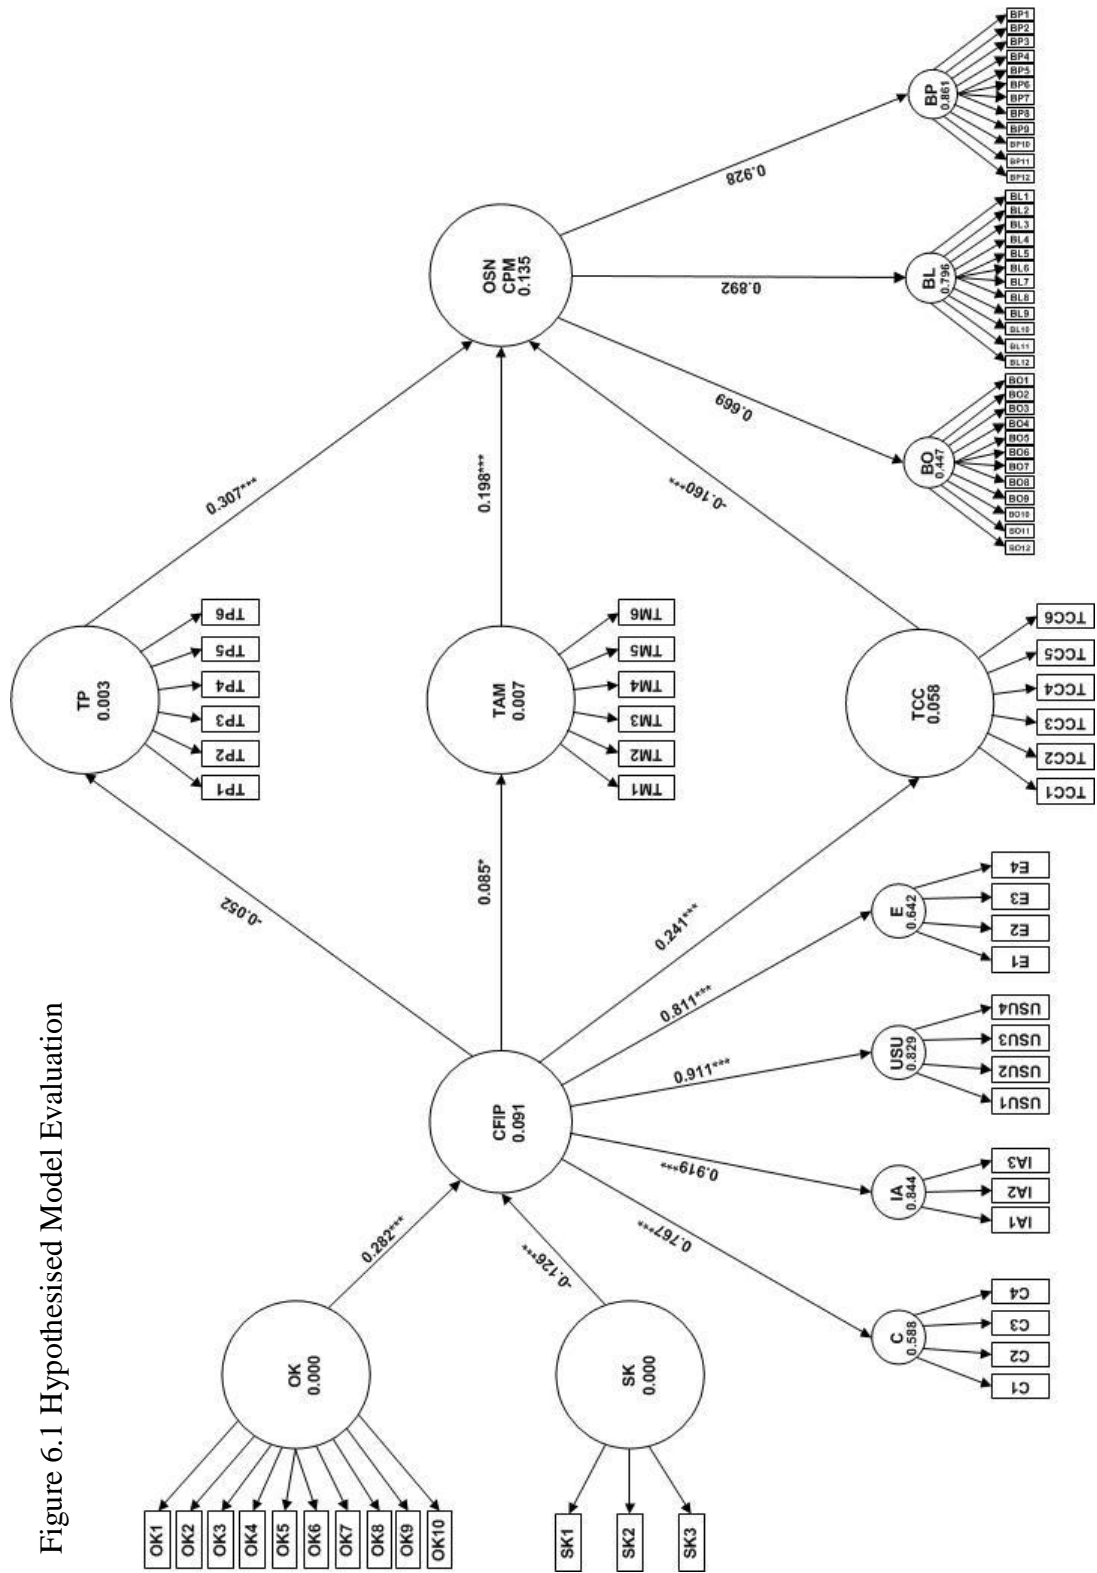 Figure 6.1 Hypothesised Model Evaluation
OK1
OK2
OK3
OK4
OK5
OK6
OK7
OK8
OK9
OK10
OK
0.000
SK1
SK2
SK3
SK
0.000
0.282***
-0.126***
CFIP
0.091
0.767***
0.919***
0.911***
0.811***
C
0.588
C1
C2
C3
C4
IA
0.844
IA1
IA2
IA3
USU
0.829
USU1
USU2
USU3
USU4
E
0.642
E1
E2
E3
E4
-0.052
0.085*
0.241***
TP
0.003
TP1
TP2
TP3
TP4
TP5
TP6
TAM
0.007
TM1
TM2
TM3
TM4
TM5
TM6
TCC
0.058
TCC1
TCC2
TCC3
TCC4
TCC5
TCC6
0.307***
0.198***
-0.160***
OSN
CPM
0.135
0.669
0.892
0.928
BO
0.447
BO1
BO2
BO3
BO4
BO5
BO6
BO7
BO8
BO9
BO10
BO11
BO12
BL
0.796
BL1
BL2
BL3
BL4
BL5
BL6
BL7
BL8
BL9
BL10
BL11
BL12
BP
0.861
BP1
BP2
BP3
BP4
BP5
BP6
BP7
BP8
BP9
BP10
BP11
BP12